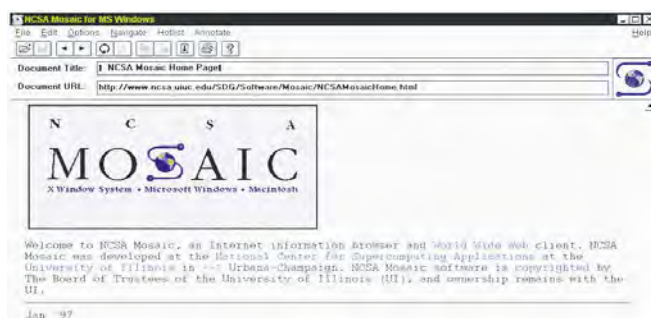 NCSA Mosaic for MS Windows
File Edit Options Navigate Hotlist Annotate Help
Document Title: NCSA Mosaic Home Page
Document URL: http://www.ncsa.uiuc.edu/SDG/Software/Mosaic/NCSAMosaicHome.html
N C S A
MOSAIC
X Window System • Microsoft Windows • Macintosh
Welcome to NCSA Mosaic, an Internet information browser and World Wide Web client. NCSA
Mosaic was developed at the National Center for Supercomputing Applications at the
University of Illinois in Urbana-Champaign. NCSA Mosaic software is copyrighted by
The Board of Trustees of the University of Illinois (UI), and ownership remains with the
UI.
Jan 97